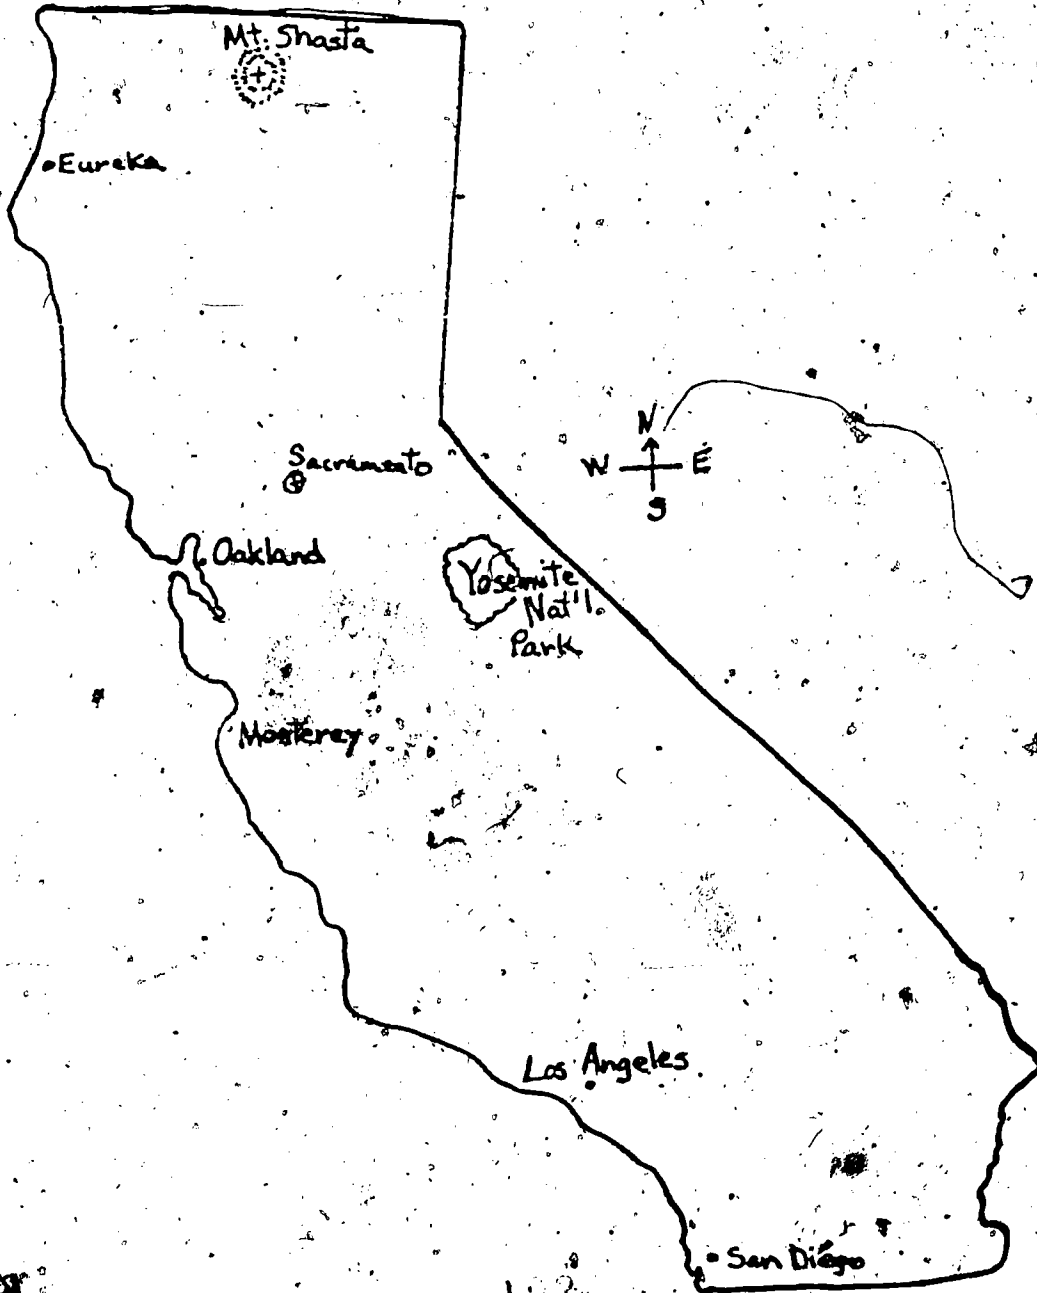 Mt. Shasta
Eureka
Sacramento
N
W E
S
Oakland
Yosemite
Nat'l.
Park
Monterey
Los Angeles
San Diego